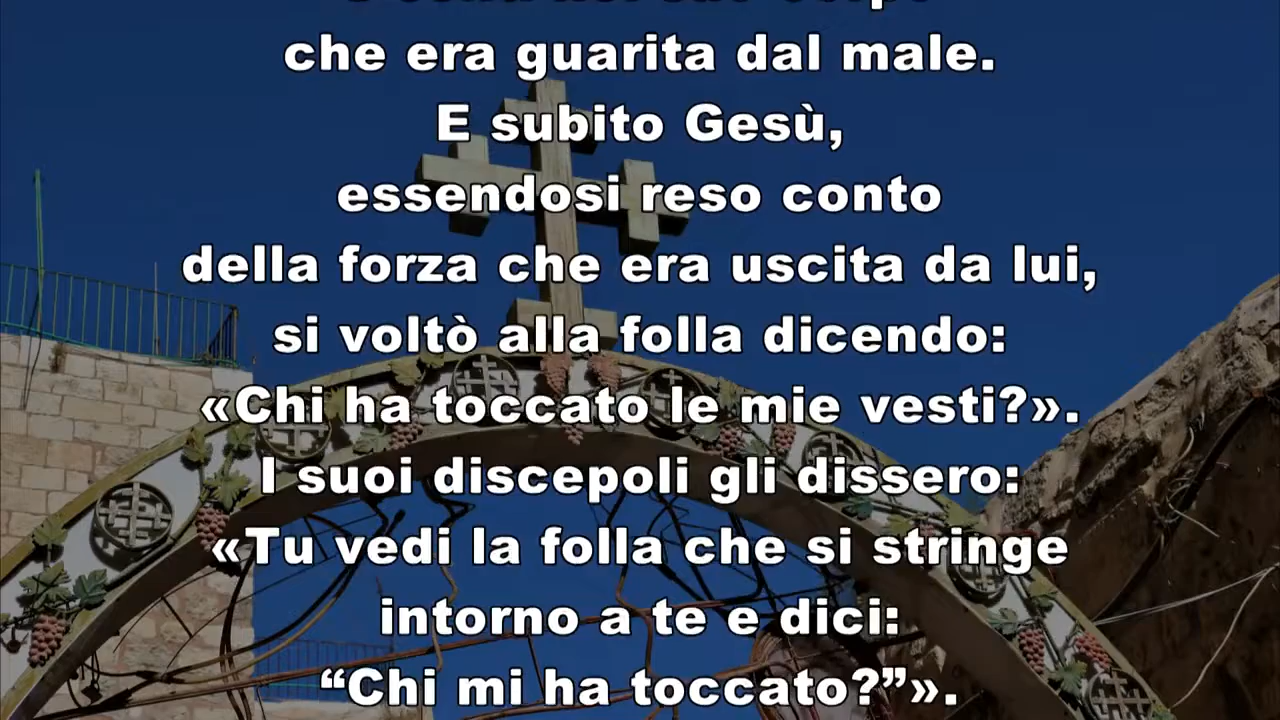 che era guarita dal male.
E subito Gesù,
essendosi reso conto
della forza che era uscita da lui,
si voltò alla folla dicendo:
«Chi ha toccato le mie vesti?».
I suoi discepoli gli dissero:
«Tu vedi la folla che si stringe
intorno a te e dici:
“Chi mi ha toccato?”».